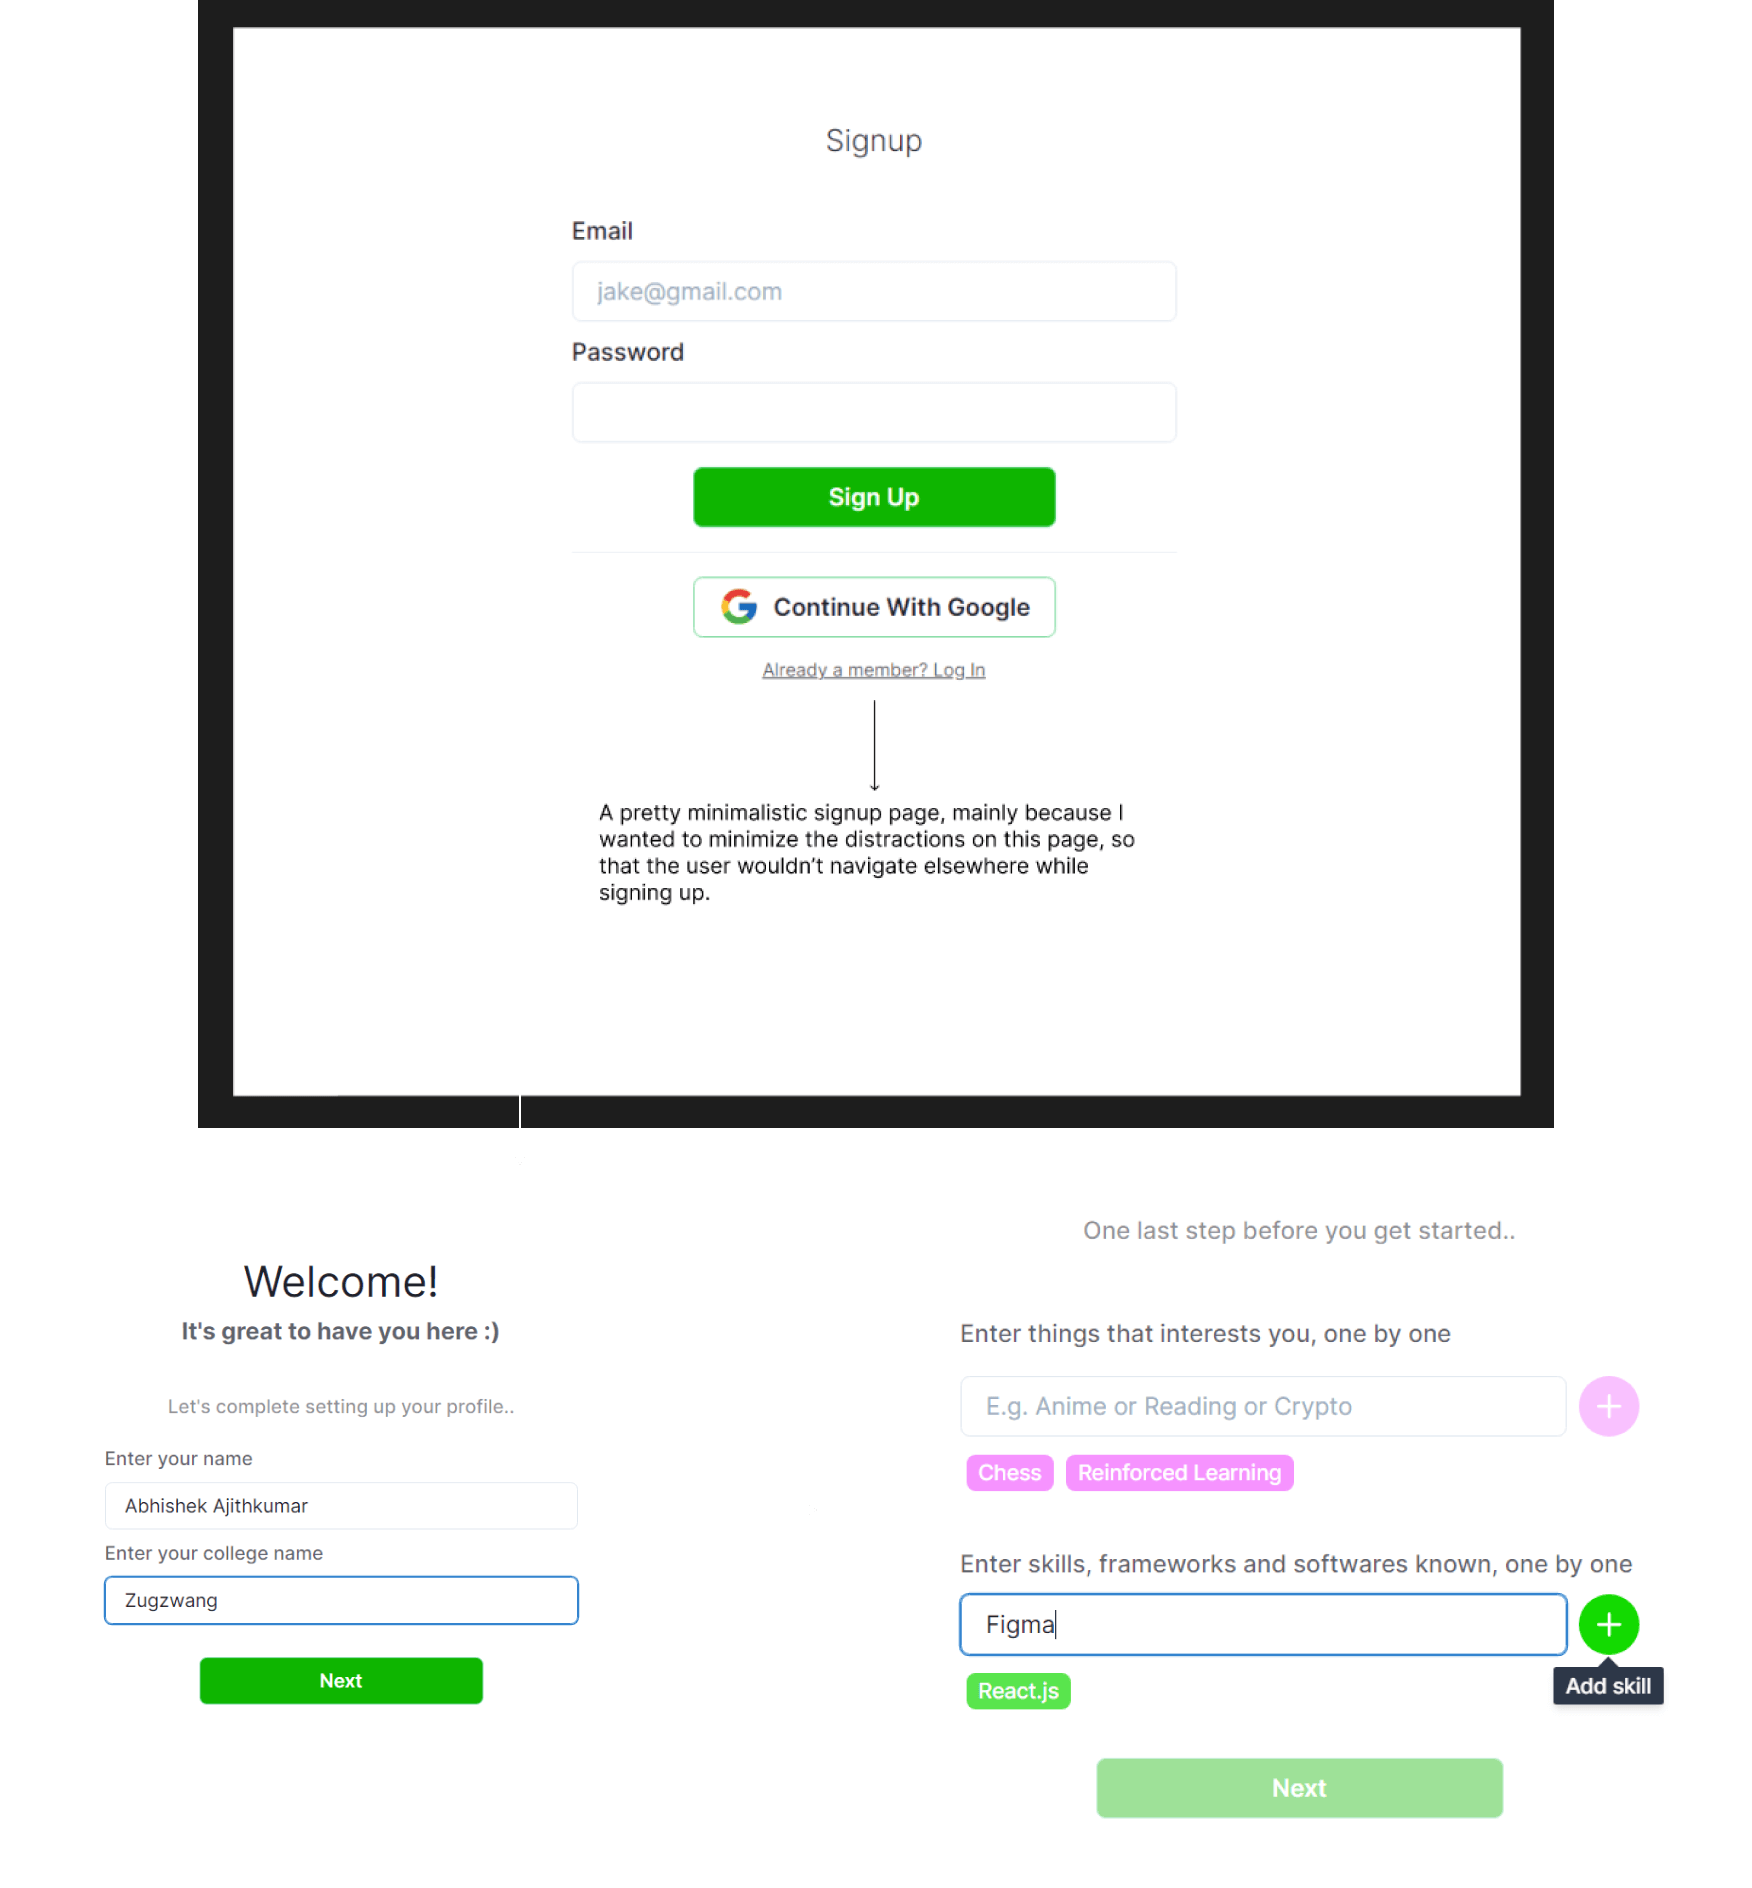 Signup
Email
jake@gmail.com
Password
Sign Up
Continue With Google
Already a member? Log In
A pretty minimalistic signup page, mainly because I
wanted to minimize the distractions on this page, so
that the user wouldn't navigate elsewhere while
signing up.
Welcome!
It's great to have you here :)
Let's complete setting up your profile..
Enter your name
Abhishek Ajithkumar
Enter your college name
Zugzwang
Next
One last step before you get started..
Enter things that interests you, one by one
E.g. Anime or Reading or Crypto
Chess
Reinforced Learning
Enter skills, frameworks and softwares known, one by one
Figma
Add skill
React.js
Next